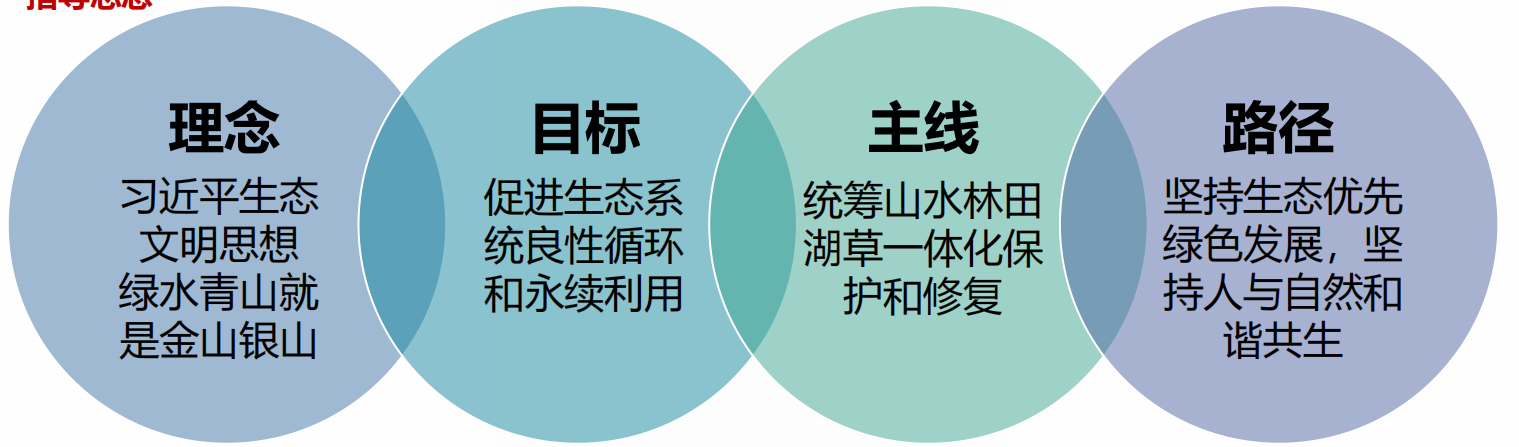 指导思想
理念
习近平生态
文明思想
绿水青山就
是金山银山
目标
促进生态系
统良性循环
和永续利用
主线
统筹山水林田
湖草一体化保
护和修复
路径
坚持生态优先
绿色发展，坚
持人与自然和
谐共生